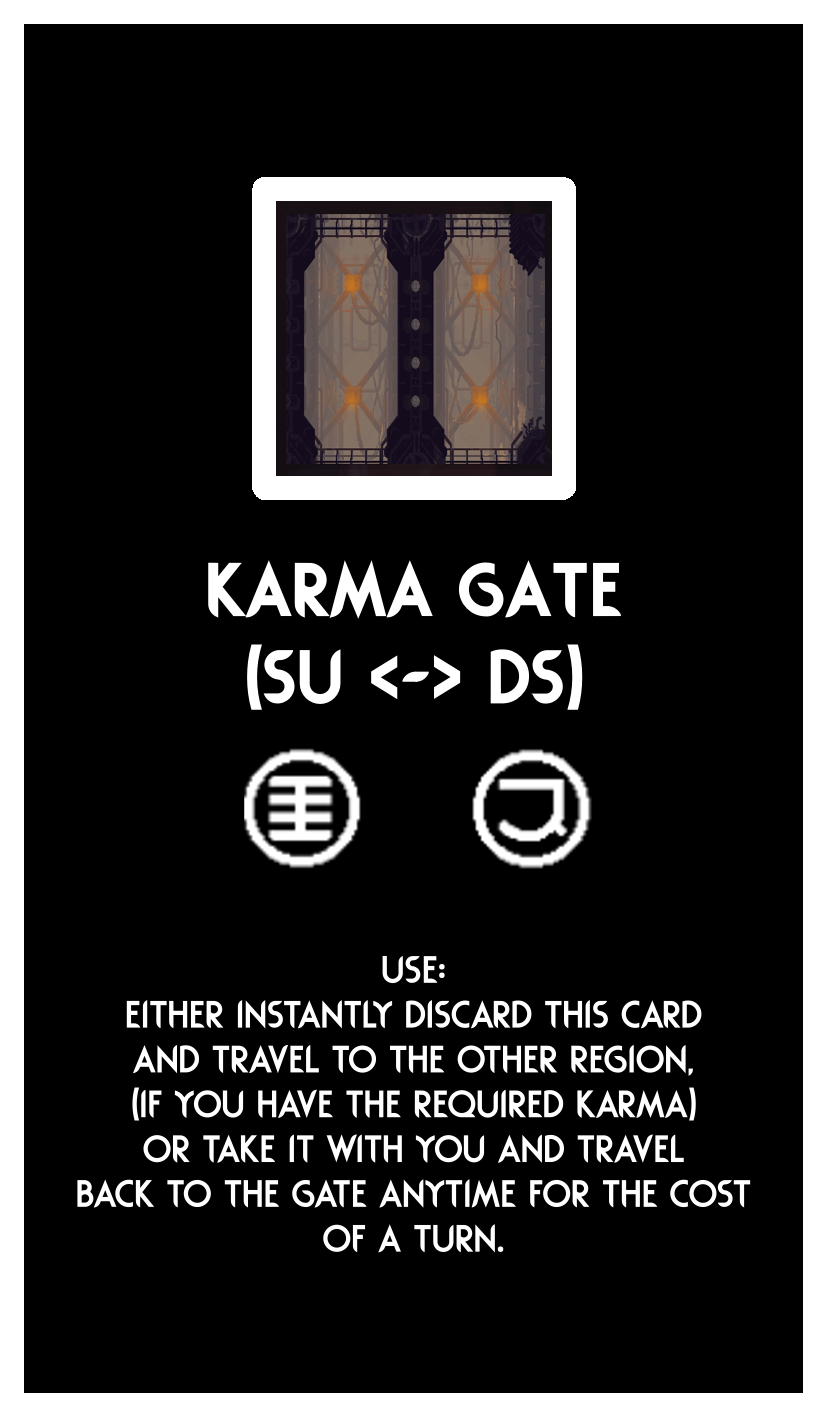 KARMA GATE
(SU <-> DS)
USE:
EITHER INSTANTLY DISCARD THIS CARD
AND TRAVEL TO THE OTHER REGION,
(IF YOU HAVE THE REQUIRED KARMA)
OR TAKE IT WITH YOU AND TRAVEL
BACK TO THE GATE ANYTIME FOR THE COST
OF A TURN.